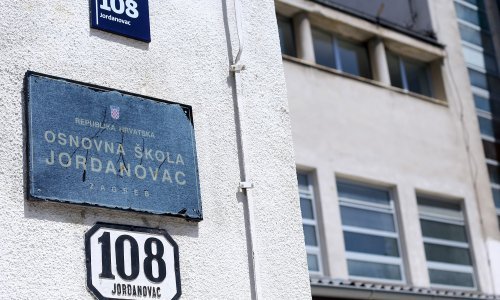 108
Jordanovac
REPUBLIKA HRVATSKA
OSNOVNA ŠKOLA
JORDANOVAC
ZAGREB
108
JORDANOVAC